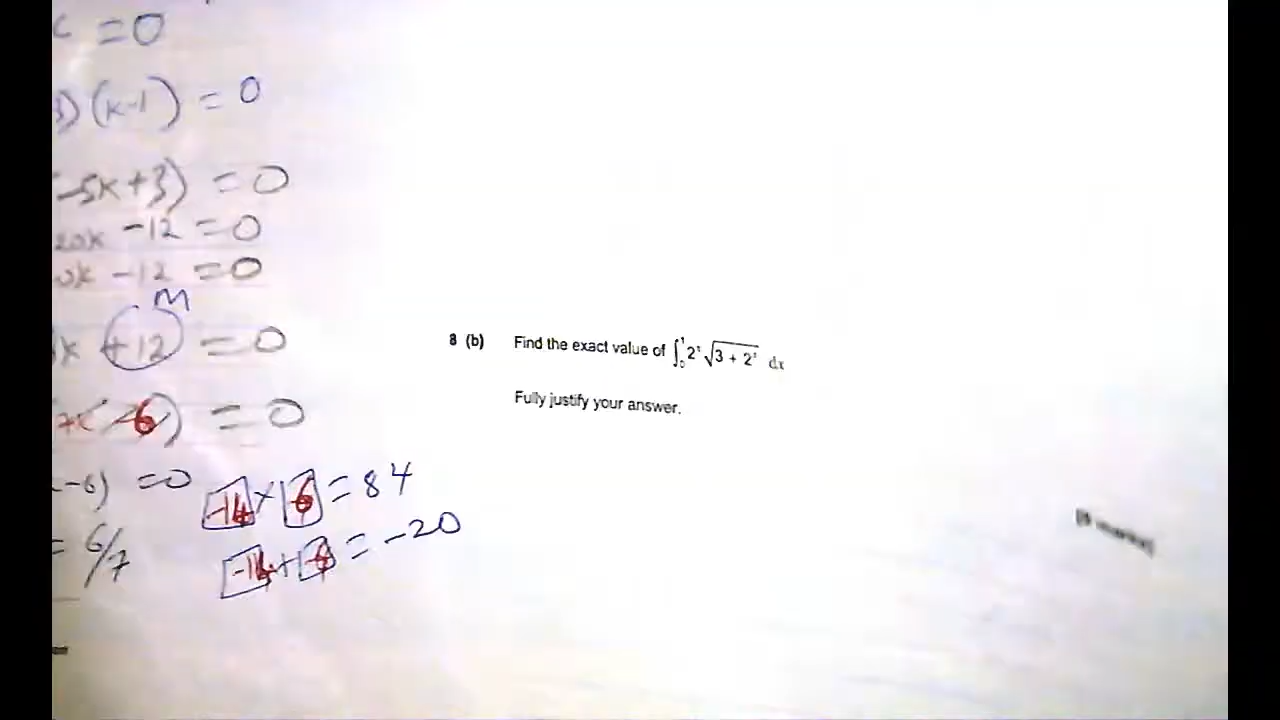 = 0
(k-1) = 0
-5k+3) = 0
20k -12 = 0
k -12 = 0
+12 = 0
m
6) = 0
-6) = 0
= 6/7
-14 × -6 = 84
-14 + -6 = -20
8 (b) Find the exact value of ∫₀¹ 2ˣ √(3 + 2ˣ) dx
Fully justify your answer.